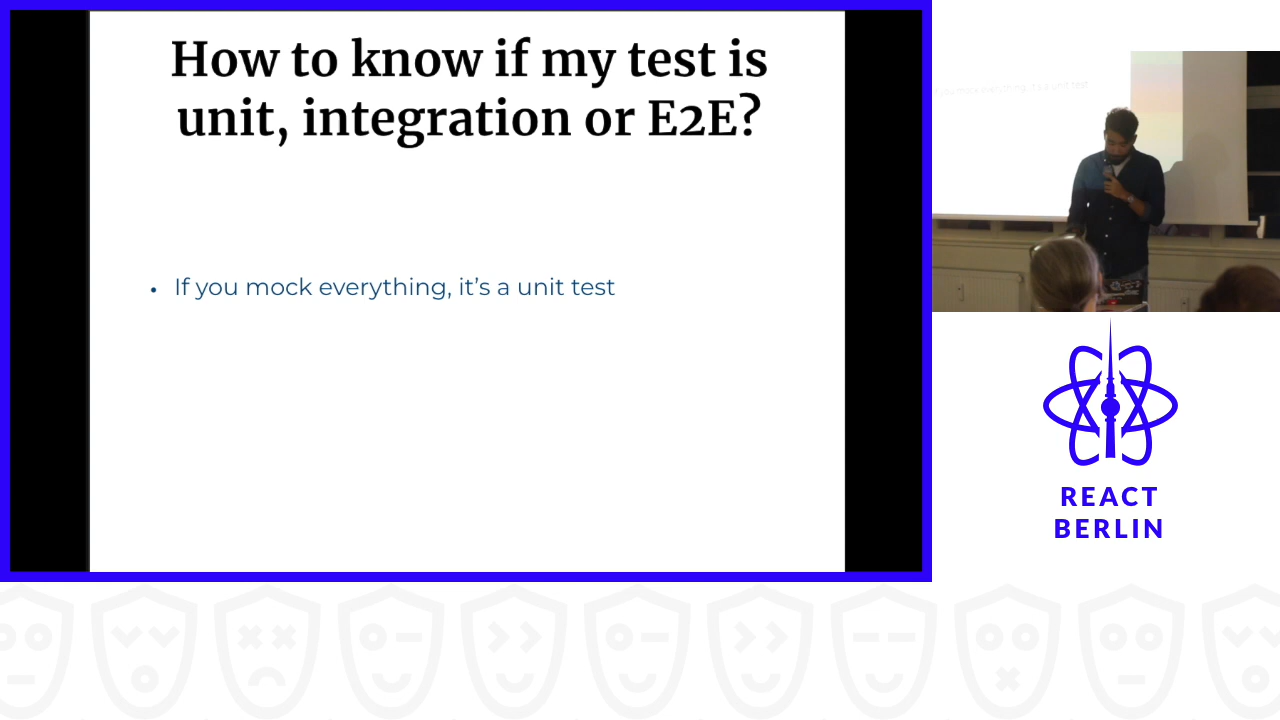 How to know if my test is
unit, integration or E2E?
• If you mock everything, it’s a unit test
REACT
BERLIN